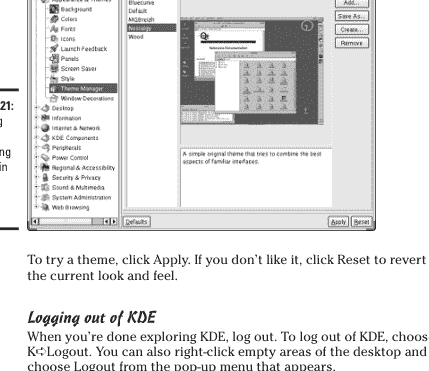 Add...
Bluecurve
Save As...
Default
Create...
Remove
Nostalgy
Wood
Appearance & Themes
Background
Colors
Fonts
Icons
Launch Feedback
Panels
Screen Saver
Style
Theme Manager
Window Decorations
Desktop
Information
Internet & Network
KDE Components
Peripherals
Power Control
Regional & Accessibility
Security & Privacy
Sound & Multimedia
System Administration
Web Browsing
A simple original theme that tries to combine the best
aspects of familiar interfaces.
Defaults
Apply
Reset
21:
g
ng
in
To try a theme, click Apply. If you don't like it, click Reset to revert
the current look and feel.
Logging out of KDE
When you're done exploring KDE, log out. To log out of KDE, choos
K➪Logout. You can also right-click empty areas of the desktop and
choose Logout from the pop-up menu that appears.